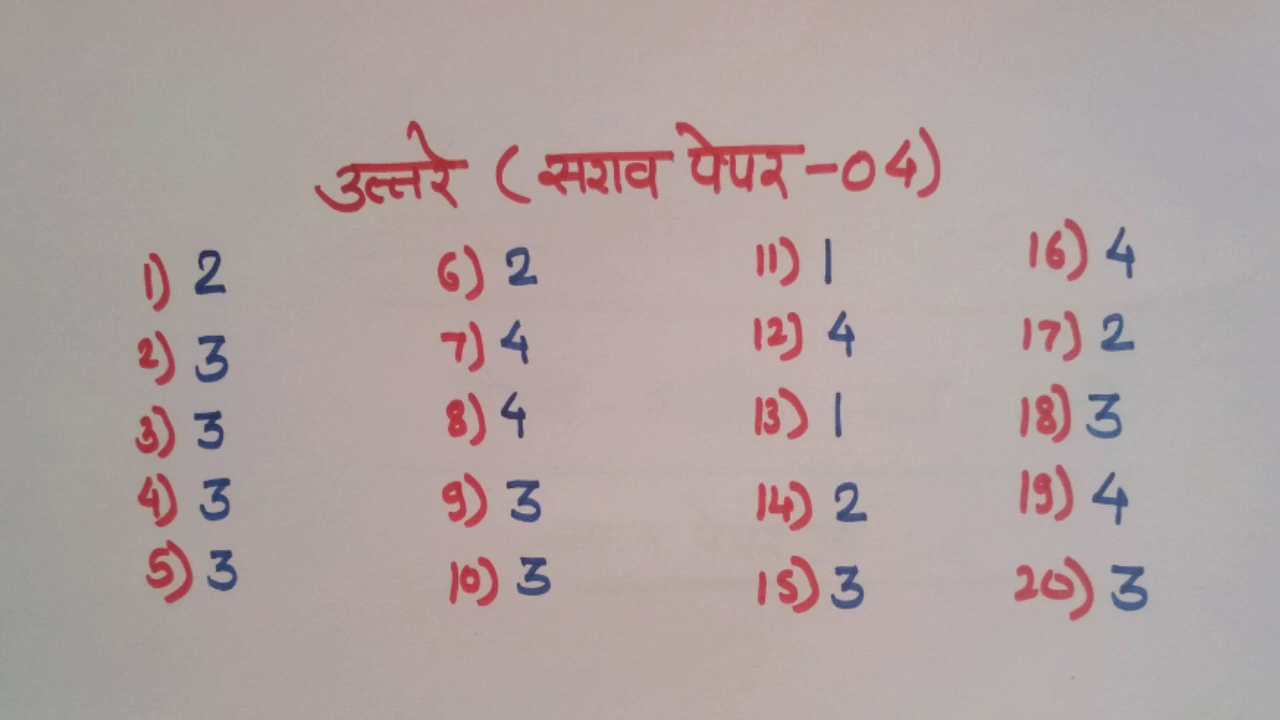 उत्तरे (सराव पेपर-04)
1) 2 6) 2 11) 1 16) 4
2) 3 7) 4 12) 4 17) 2
3) 3 8) 4 13) 1 18) 3
4) 3 9) 3 14) 2 19) 4
5) 3 10) 3 15) 3 20) 3